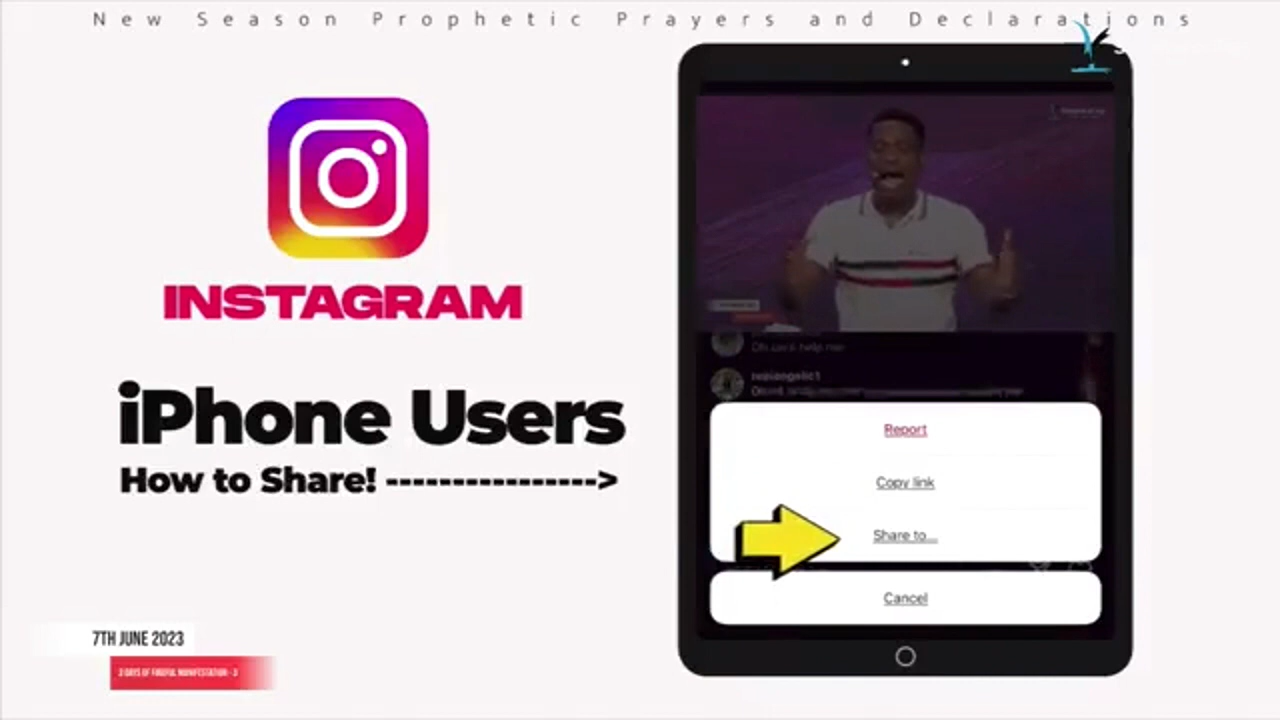 New Season Prophetic Prayers and Declarations
INSTAGRAM
iPhone Users
How to Share! ---------------->
Report
Copy link
Share to...
Cancel
7TH JUNE 2023